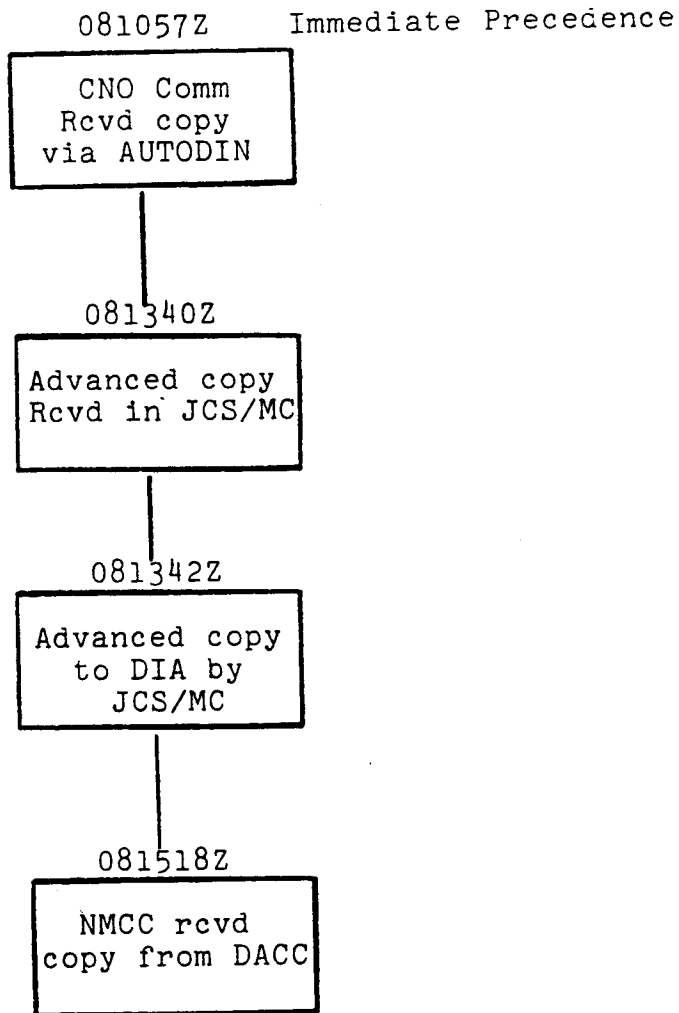 081057Z Immediate Precedence
CNO Comm
Rcvd copy
via AUTODIN
081340Z
Advanced copy
Rcvd in JCS/MC
081342Z
Advanced copy
to DIA by
JCS/MC
081518Z
NMCC rcvd
copy from DACC